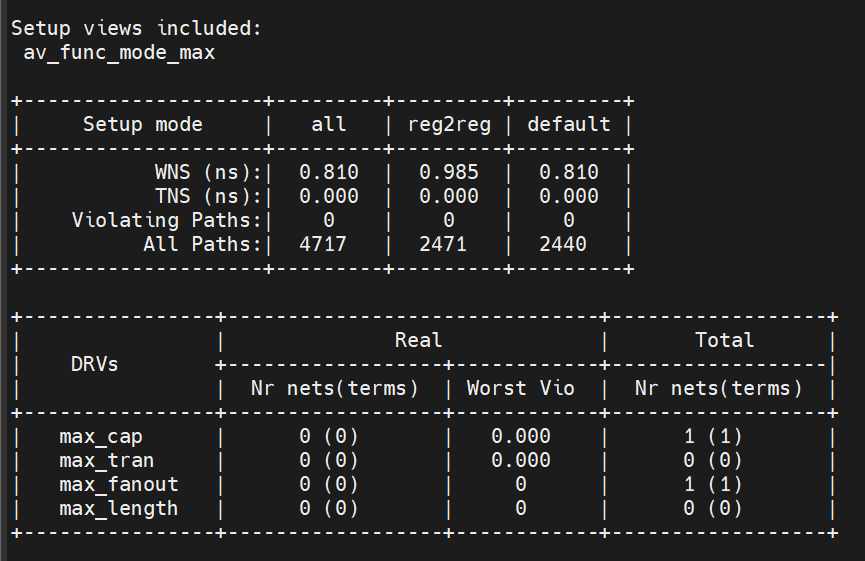 Setup views included:
 av_func_mode_max

+--------------------+---------+---------+---------+
|     Setup mode     |   all   | reg2reg | default |
+--------------------+---------+---------+---------+
|           WNS (ns):|  0.810  |  0.985  |  0.810  |
|           TNS (ns):|  0.000  |  0.000  |  0.000  |
|    Violating Paths:|    0    |    0    |    0    |
|          All Paths:|  4717   |  2471   |  2440   |
+--------------------+---------+---------+---------+

+----------------+-------------------------------+------------------+
|                |              Real             |       Total      |
|    DRVs        +------------------+------------+------------------|
|                |  Nr nets(terms)  | Worst Vio  |  Nr nets(terms)  |
+----------------+------------------+------------+------------------+
|   max_cap      |      0 (0)       |   0.000    |      1 (1)       |
|   max_tran     |      0 (0)       |   0.000    |      0 (0)       |
|   max_fanout   |      0 (0)       |     0      |      1 (1)       |
|   max_length   |      0 (0)       |     0      |      0 (0)       |
+----------------+------------------+------------+------------------+